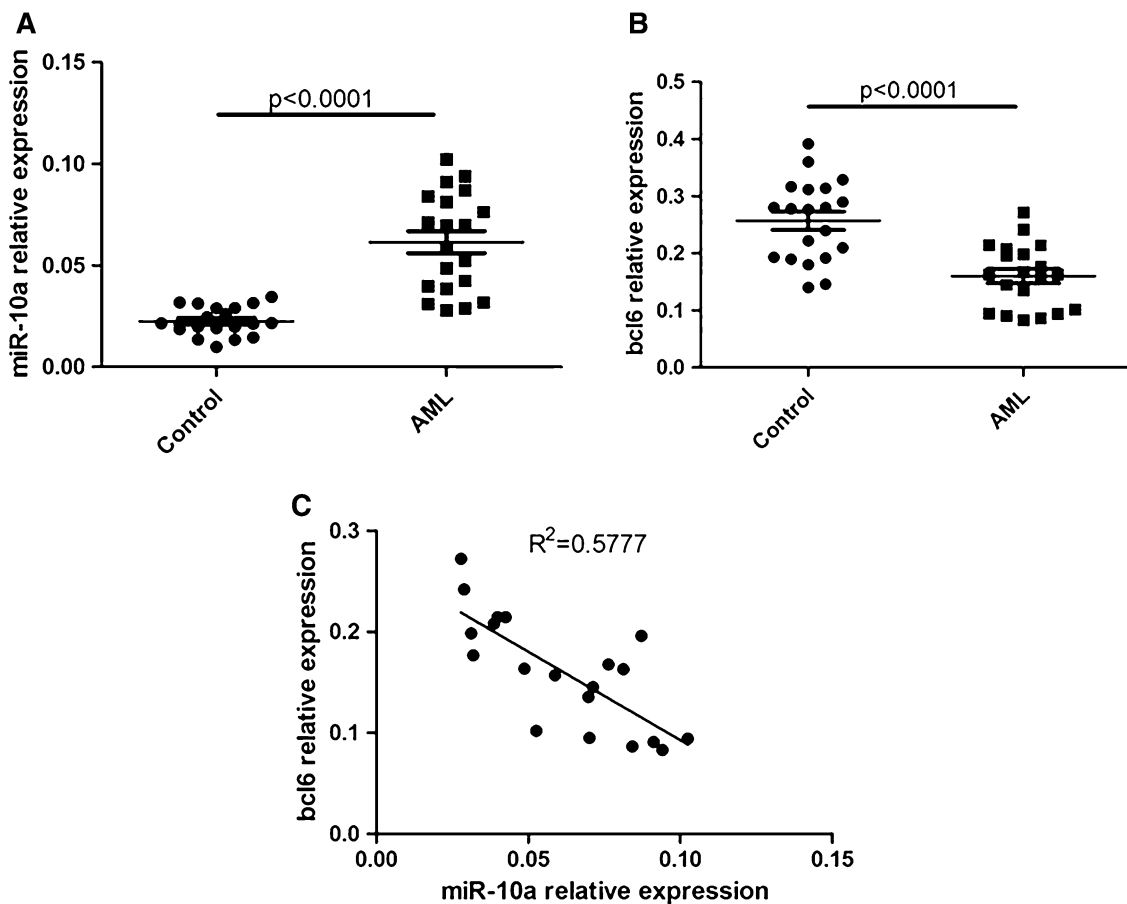 A
miR-10a relative expression
0.15
0.10
0.05
0.00
p<0.0001
Control
AML
B
bcl6 relative expression
0.5
0.4
0.3
0.2
0.1
0.0
p<0.0001
Control
AML
C
bcl6 relative expression
0.3
0.2
0.1
0.0
R²=0.5777
0.00 0.05 0.10 0.15
miR-10a relative expression